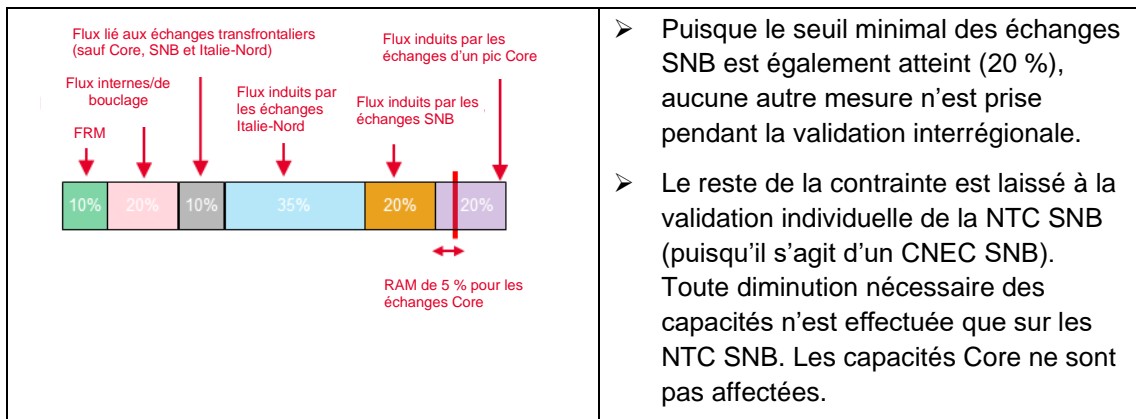 Flux lié aux échanges transfrontaliers
(sauf Core, SNB et Italie-Nord)
Flux induits par les
échanges d'un pic Core
Flux internes/de
bouclage
Flux induits par
les échanges
Italie-Nord
Flux induits par les
échanges SNB
FRM
10%
20%
10%
35%
20%
20%
RAM de 5 % pour les
échanges Core
➢ Puisque le seuil minimal des échanges
SNB est également atteint (20 %),
aucune autre mesure n’est prise
pendant la validation interrégionale.
➢ Le reste de la contrainte est laissé à la
validation individuelle de la NTC SNB
(puisqu’il s’agit d’un CNEC SNB).
Toute diminution nécessaire des
capacités n’est effectuée que sur les
NTC SNB. Les capacités Core ne sont
pas affectées.